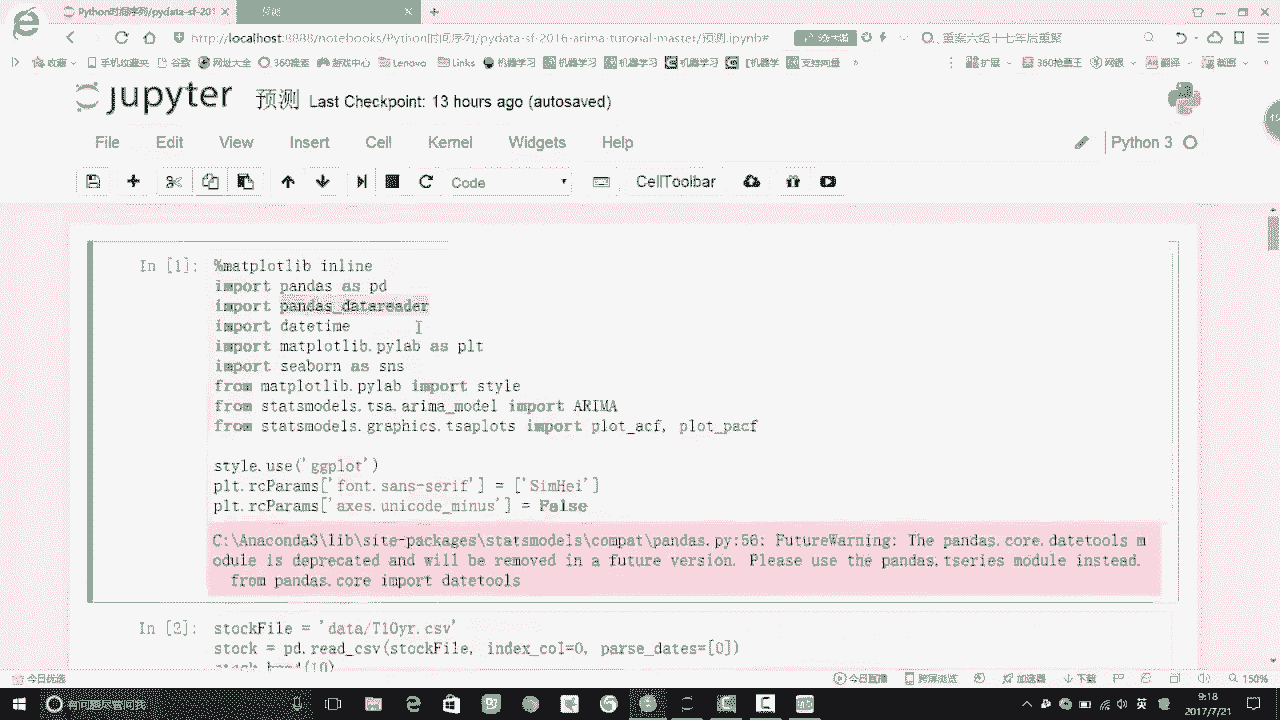 Python时间序列/pydata-sf-201
http://localhost:8888/notebooks/Python时间序列/pydata-sf-2016-arima-tutorial-master/预测.ipynb#
重案六组十七年后重聚
收藏 手机收藏夹 谷歌 网址大全 360搜索 游戏中心 Lenovo Links 机器学习 机器学习 机器学习 机器学习 【机器学 支持向量 »
扩展 网银 翻译 截图
jupyter 预测 Last Checkpoint: 13 hours ago (autosaved)
File Edit View Insert Cell Kernel Widgets Help
Python 3
Code CellToolbar
In [1]: %matplotlib inline
import pandas as pd
import pandas_datareader
import datetime
import matplotlib.pylab as plt
import seaborn as sns
from matplotlib.pylab import style
from statsmodels.tsa.arima_model import ARIMA
from statsmodels.graphics.tsaplots import plot_acf, plot_pacf
style.use('ggplot')
plt.rcParams['font.sans-serif'] = ['SimHei']
plt.rcParams['axes.unicode_minus'] = False
C:\Anaconda3\lib\site-packages\statsmodels\compat\pandas.py:56: FutureWarning: The pandas.core.datetools m
odule is deprecated and will be removed in a future version. Please use the pandas.tseries module instead.
from pandas.core import datetools
In [2]: stockFile = 'data/T10yr.csv'
stock = pd.read_csv(stockFile, index_col=0, parse_dates=[0])
stock.head(10)
今日优选
今日直播 跨屏浏览 加速器 下载 150%
有问题尽管问我
英
9:18
2017/7/21